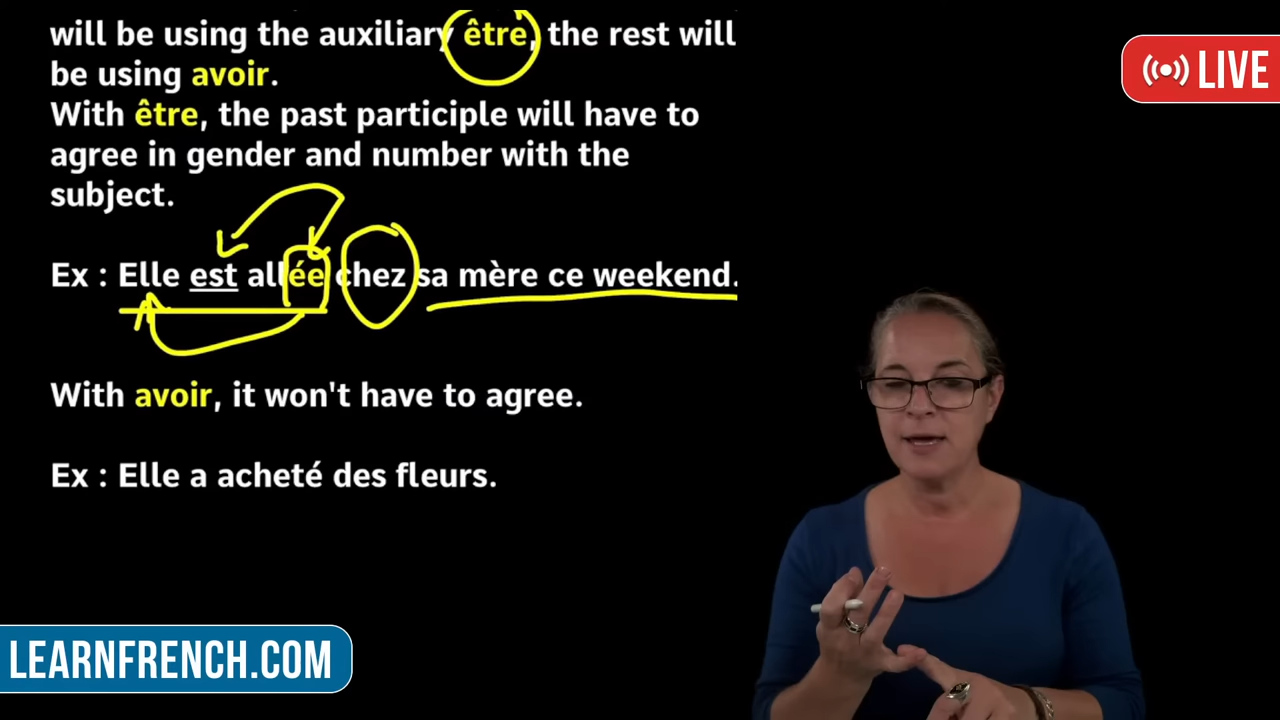 will be using the auxiliary être, the rest will
be using avoir.
With être, the past participle will have to
agree in gender and number with the
subject.
Ex : Elle est allée chez sa mère ce weekend.
With avoir, it won't have to agree.
Ex : Elle a acheté des fleurs.
LIVE
LEARNFRENCH.COM